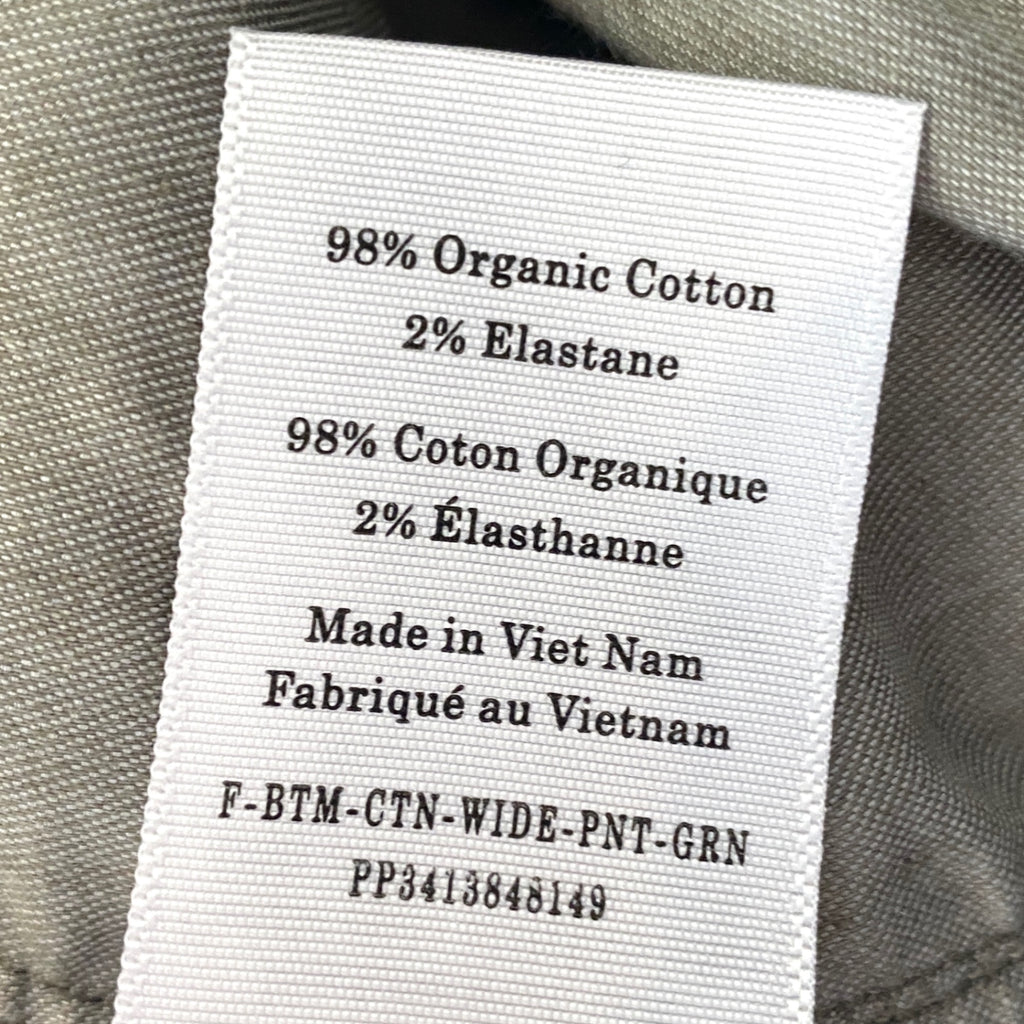 98% Organic Cotton
2% Elastane
98% Coton Organique
2% Élasthanne
Made in Viet Nam
Fabriqué au Vietnam
F-BTM-CTN-WIDE-PNT-GRN
PP3413848149